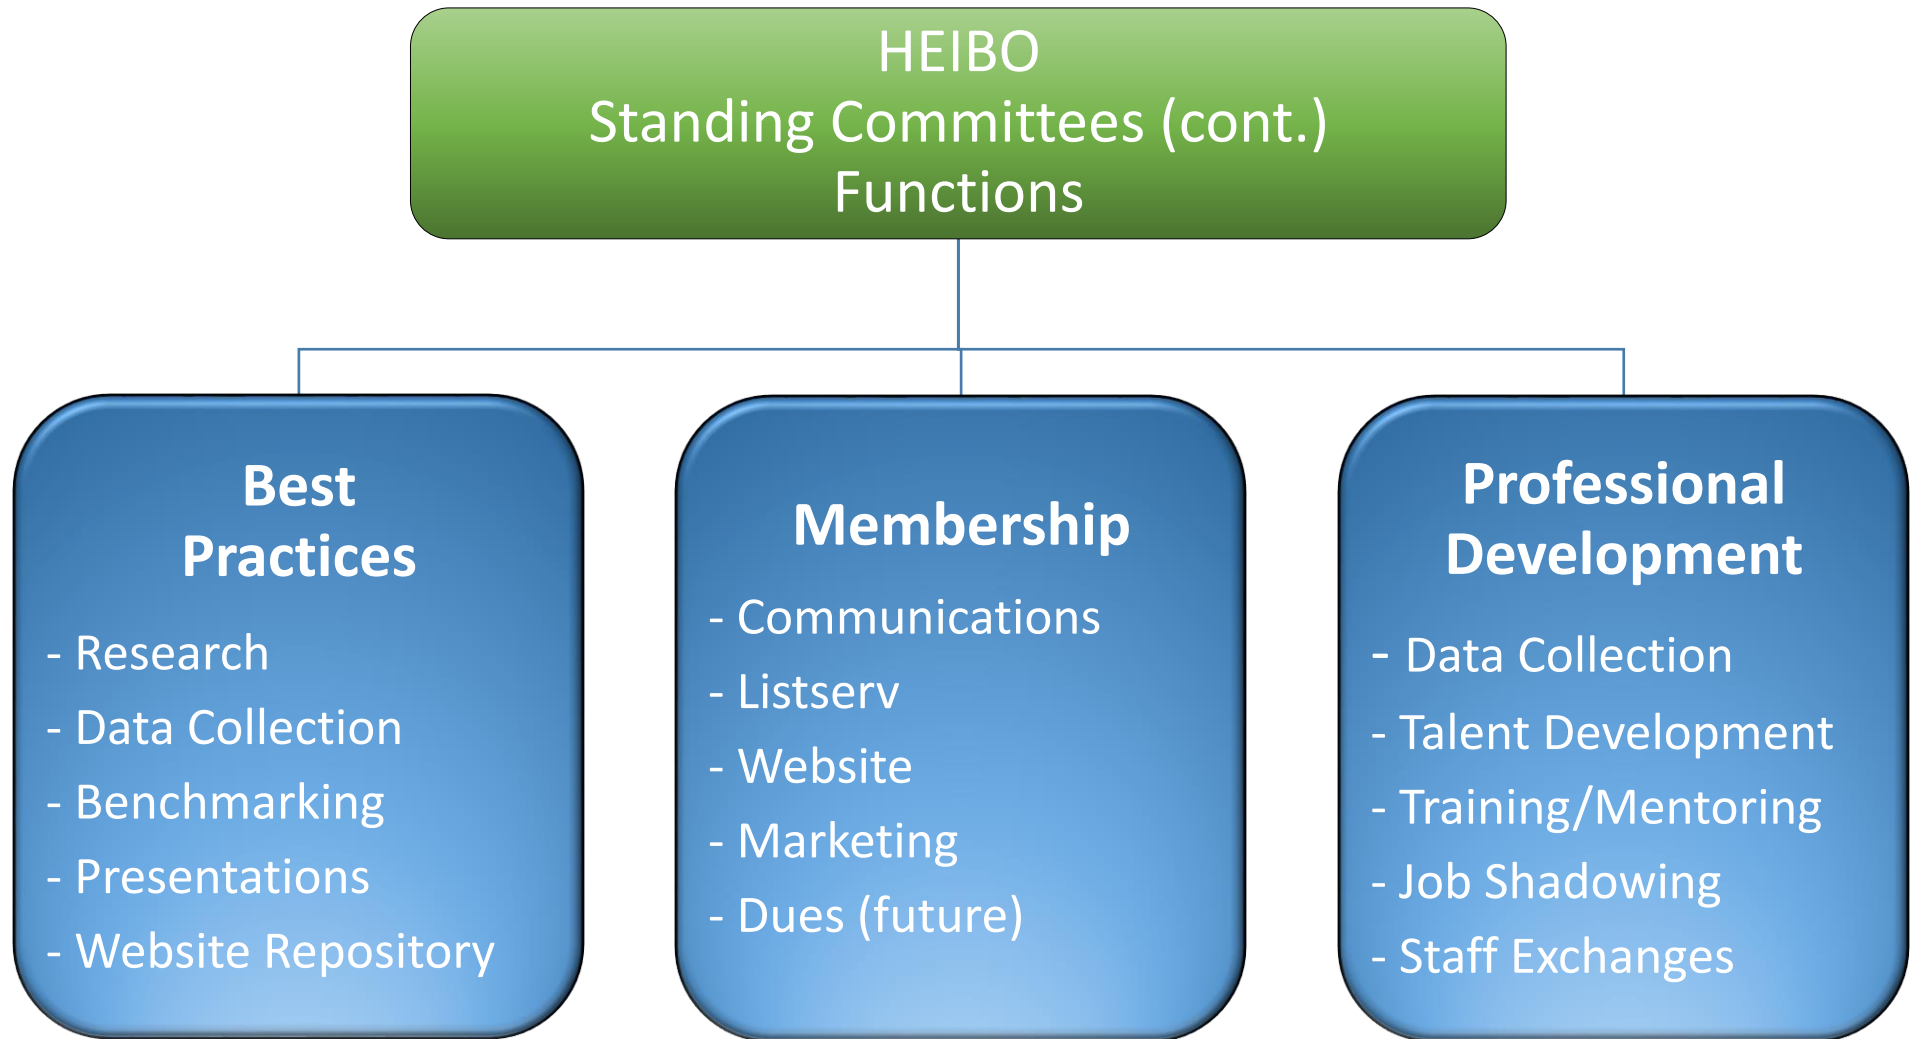 HEIBO
Standing Committees (cont.)
Functions
Best
Practices
- Research
- Data Collection
- Benchmarking
- Presentations
- Website Repository
Membership
- Communications
- Listserv
- Website
- Marketing
- Dues (future)
Professional
Development
- Data Collection
- Talent Development
- Training/Mentoring
- Job Shadowing
- Staff Exchanges